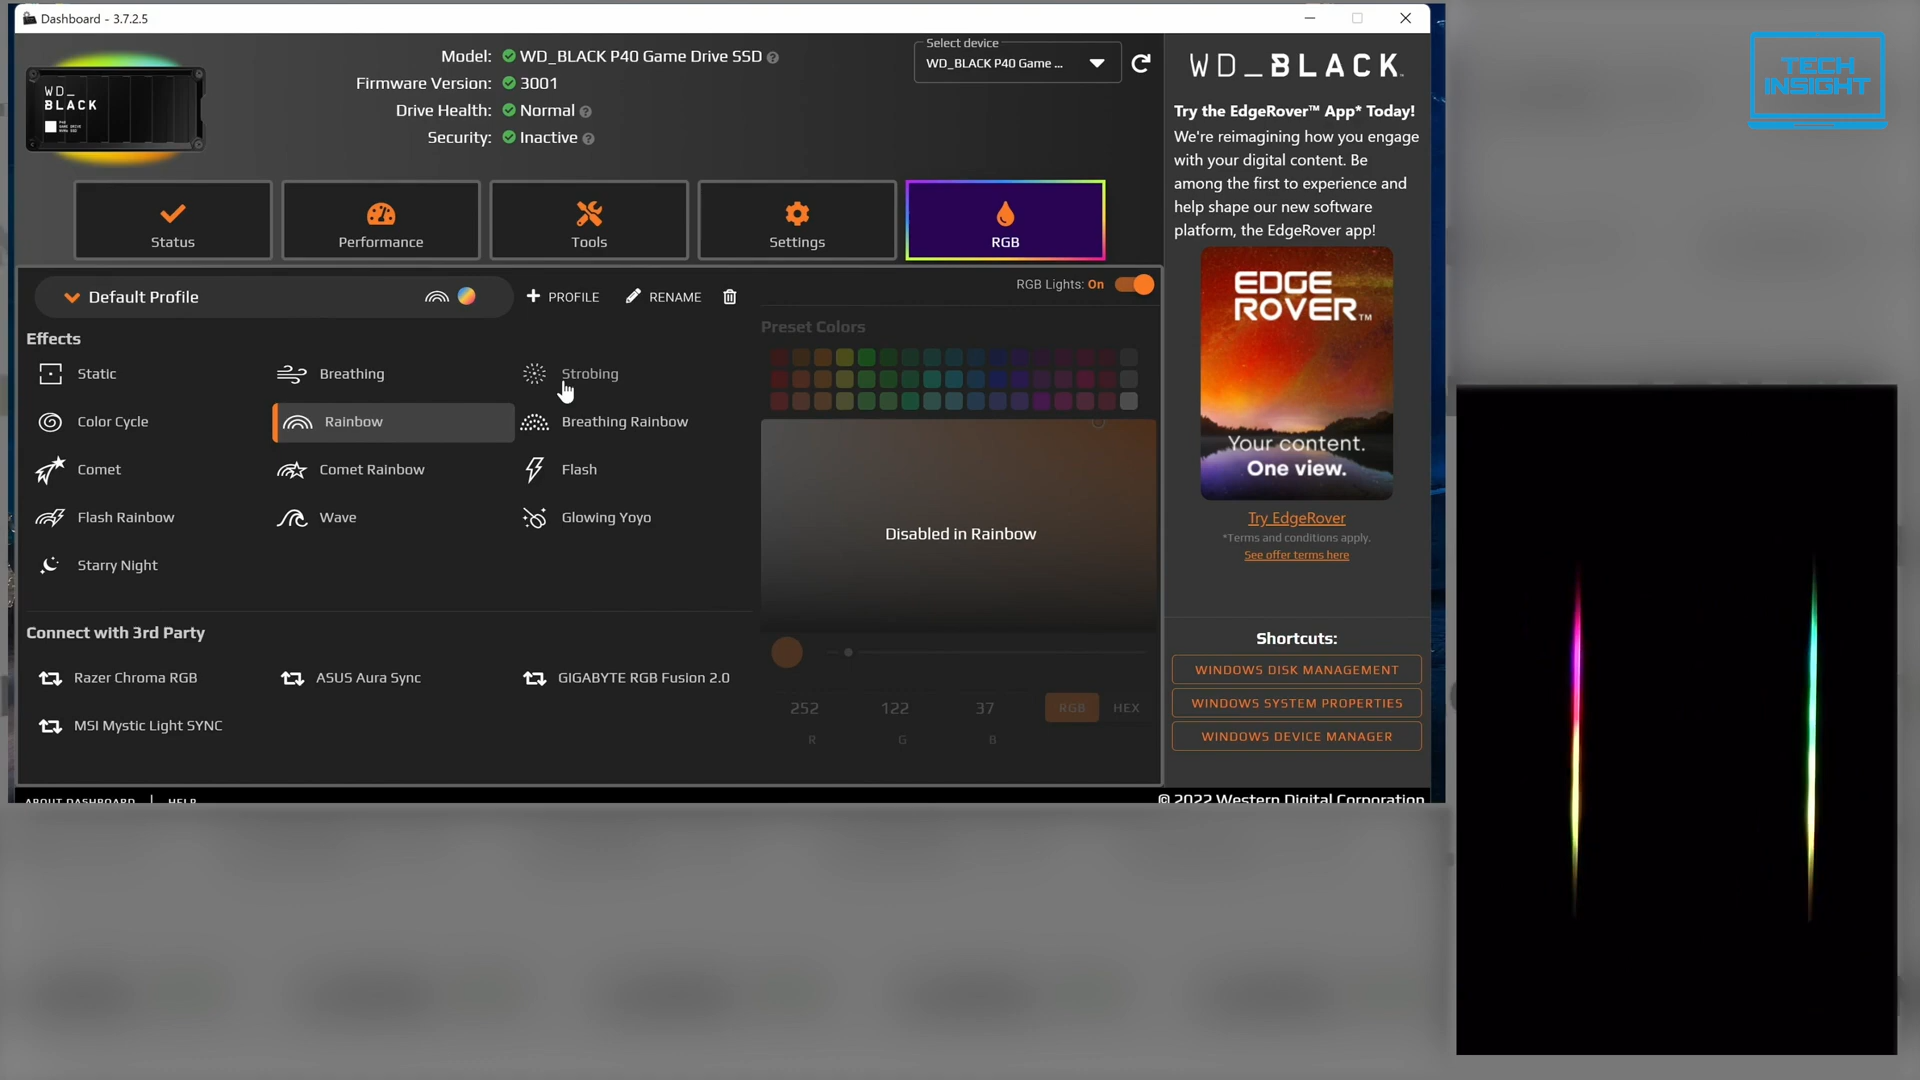 Dashboard - 3.7.2.5
WD_
BLACK
Model: WD_BLACK P40 Game Drive SSD
Firmware Version: 3001
Drive Health: Normal
Security: Inactive
Select device
WD_BLACK P40 Game ...
Status
Performance
Tools
Settings
RGB
Default Profile
PROFILE
RENAME
RGB Lights: On
Effects
Static
Breathing
Strobing
Color Cycle
Rainbow
Breathing Rainbow
Comet
Comet Rainbow
Flash
Flash Rainbow
Wave
Glowing Yoyo
Starry Night
Connect with 3rd Party
Razer Chroma RGB
ASUS Aura Sync
GIGABYTE RGB Fusion 2.0
MSI Mystic Light SYNC
Preset Colors
Disabled in Rainbow
252
122
37
RGB
HEX
R
G
B
WD_BLACK™
Try the EdgeRover™ App* Today!
We're reimagining how you engage
with your digital content. Be
among the first to experience and
help shape our new software
platform, the EdgeRover app!
EDGE
ROVER™
Your content.
One view.
Try EdgeRover
*Terms and conditions apply.
See offer terms here
Shortcuts:
WINDOWS DISK MANAGEMENT
WINDOWS SYSTEM PROPERTIES
WINDOWS DEVICE MANAGER
ABOUT DASHBOARD | HELP
© 2022 Western Digital Corporation
TECH
INSIGHT